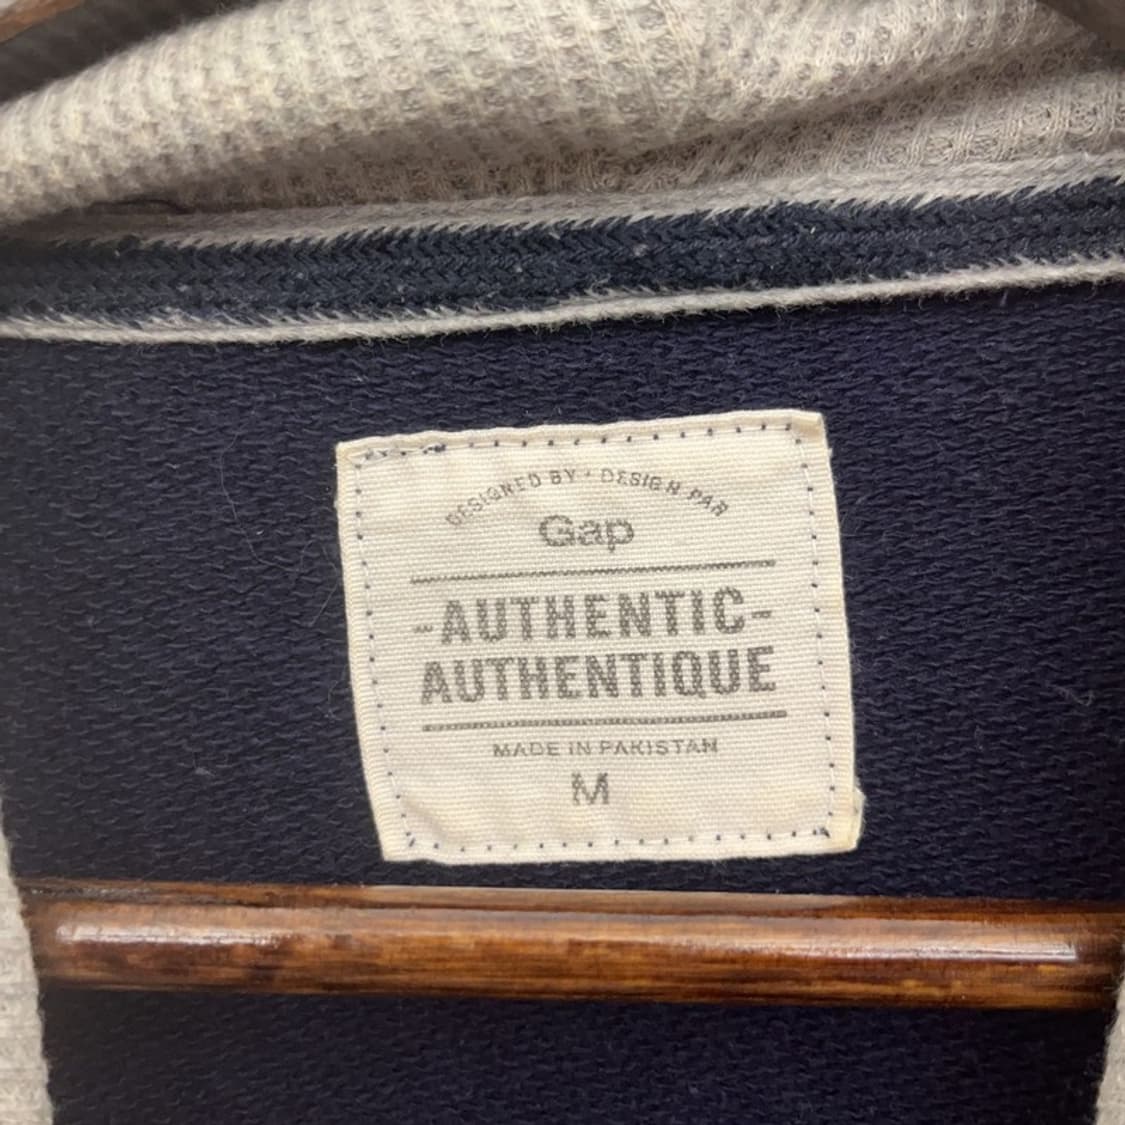 DESIGNED BY • DESIGN PAR
Gap
-AUTHENTIC-
AUTHENTIQUE
MADE IN PAKISTAN
M